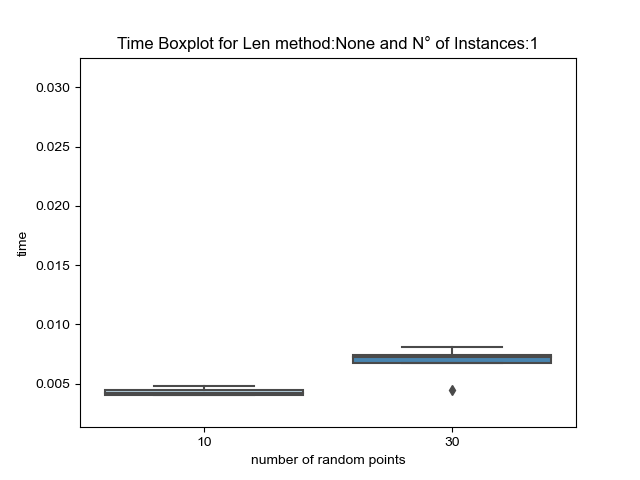 Time Boxplot for Len method:None and N° of Instances:1
0.030
0.025
0.020
0.015
0.010
0.005
time
10
30
number of random points